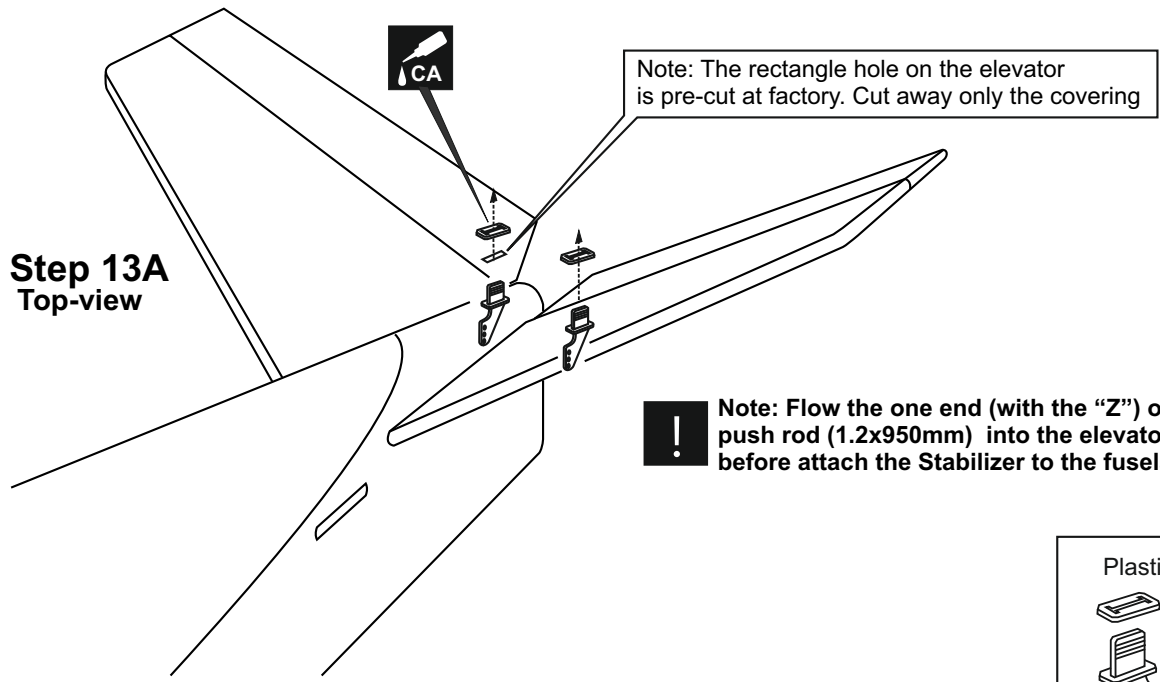 CA
Note: The rectangle hole on the elevator
is pre-cut at factory. Cut away only the covering
Step 13A
Top-view
!
Note: Flow the one end (with the “Z”) o
push rod (1.2x950mm) into the elevato
before attach the Stabilizer to the fusel
Plasti